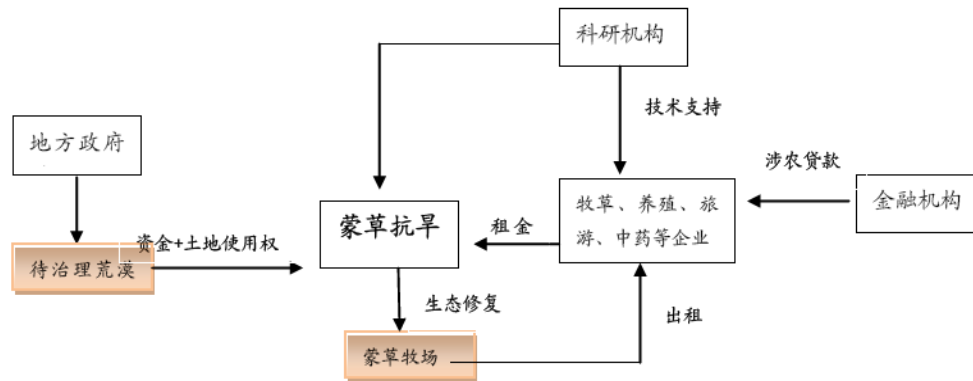 科研机构
技术支持
地方政府
涉农贷款
金融机构
牧草、养殖、旅
游、中药等企业
蒙草抗旱
租金
资金+土地使用权
待治理荒漠
生态修复
出租
蒙草牧场